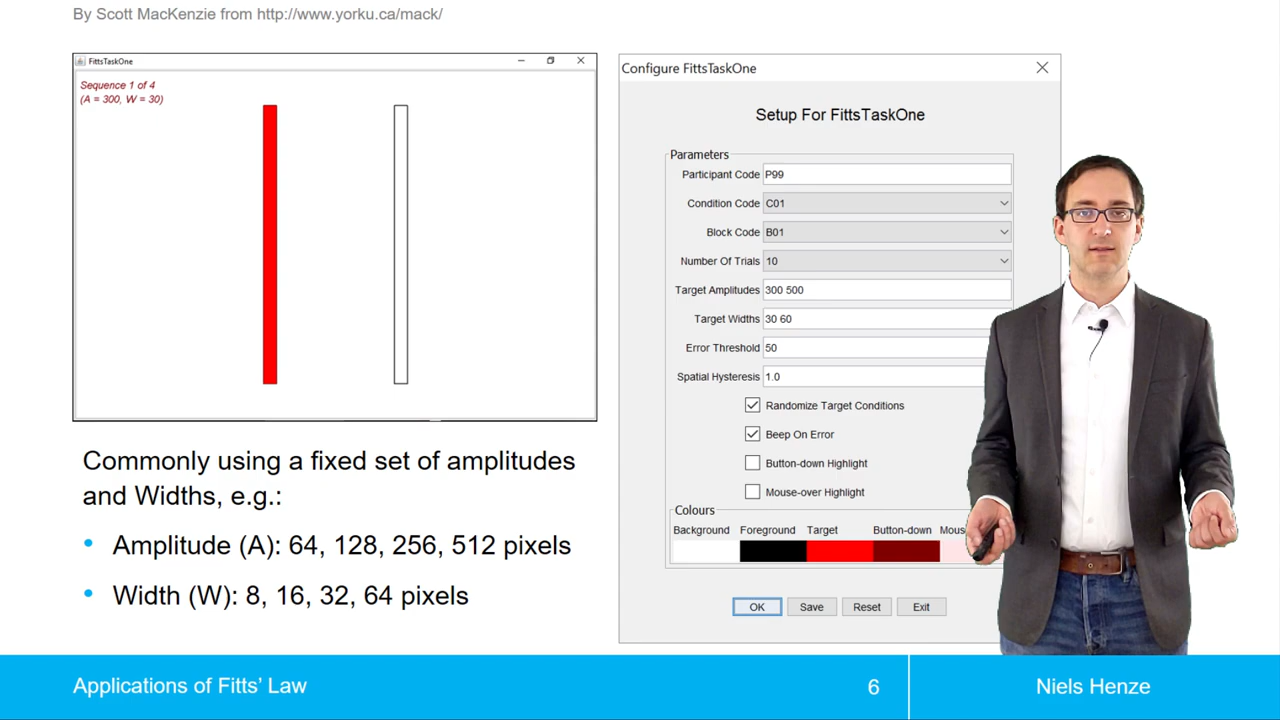 By Scott MacKenzie from http://www.yorku.ca/mack/
FittsTaskOne
Sequence 1 of 4
(A = 300, W = 30)
Commonly using a fixed set of amplitudes
and Widths, e.g.:
• Amplitude (A): 64, 128, 256, 512 pixels
• Width (W): 8, 16, 32, 64 pixels
Configure FittsTaskOne
Setup For FittsTaskOne
Parameters
Participant Code P99
Condition Code C01
Block Code B01
Number Of Trials 10
Target Amplitudes 300 500
Target Widths 30 60
Error Threshold 50
Spatial Hysteresis 1.0
Randomize Target Conditions
Beep On Error
Button-down Highlight
Mouse-over Highlight
Colours
Background Foreground Target Button-down
OK Save Reset Exit
Applications of Fitts' Law 6 Niels Henze